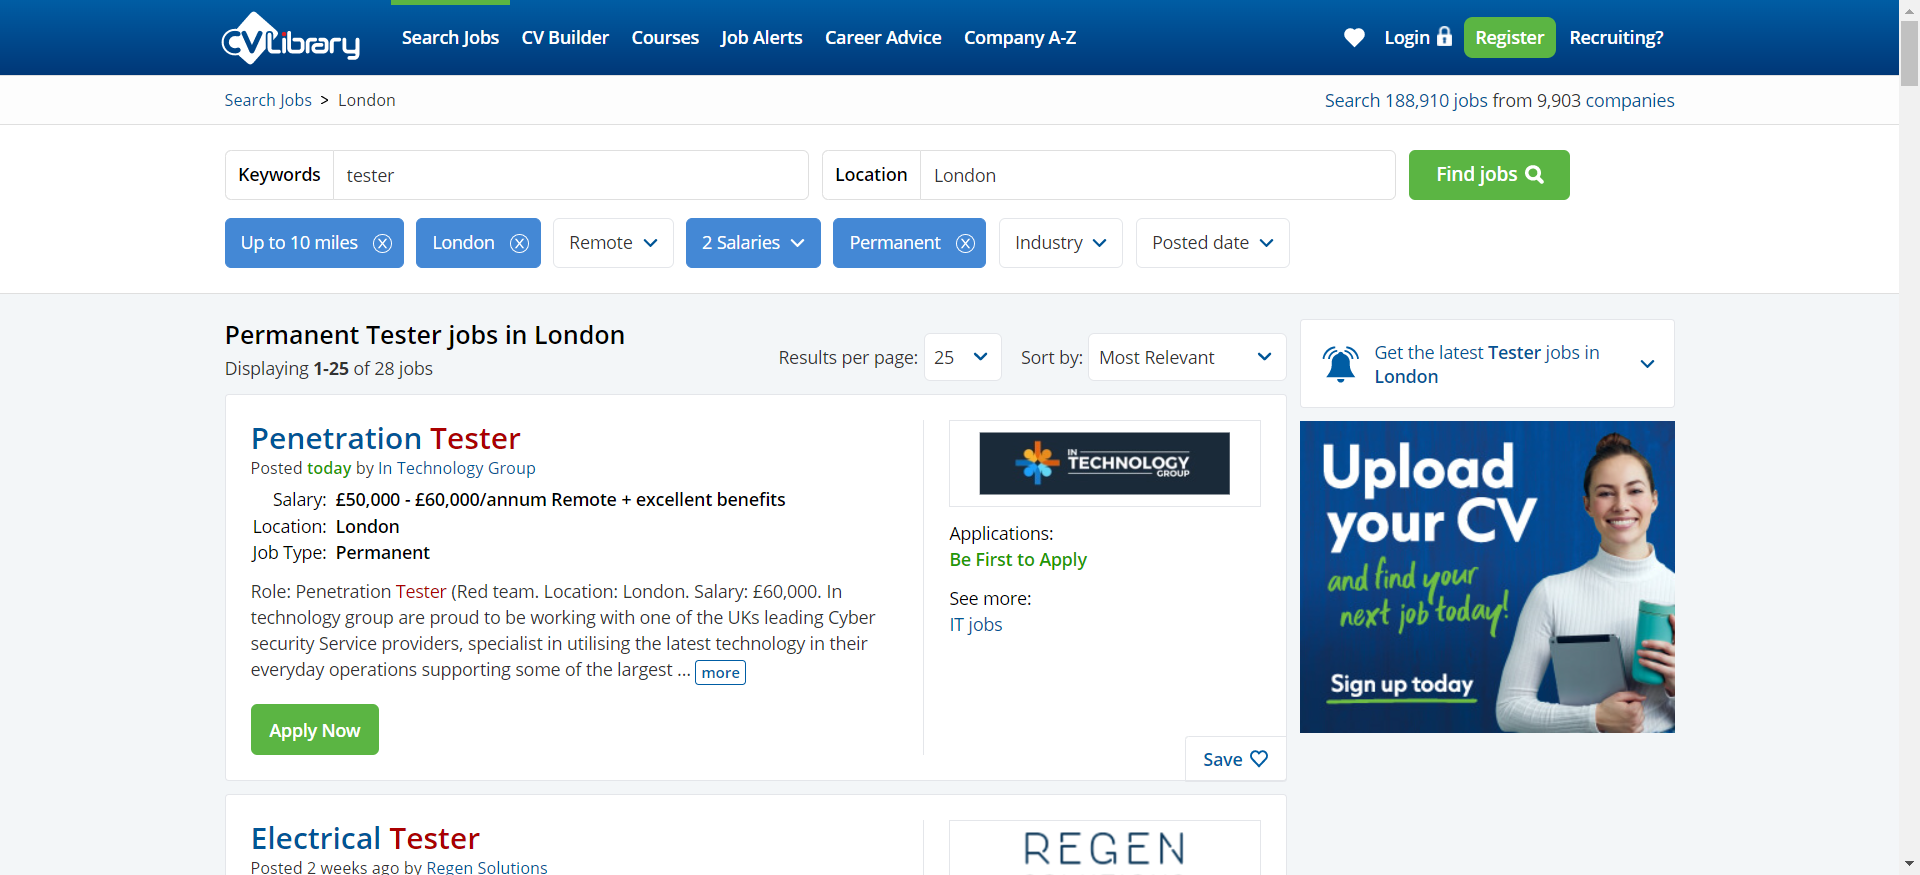 CVLibrary
Search Jobs
CV Builder
Courses
Job Alerts
Career Advice
Company A-Z
Login
Register
Recruiting?
Search Jobs > London
Search 188,910 jobs from 9,903 companies
Keywords
tester
Location
London
Find jobs
Up to 10 miles
London
Remote
2 Salaries
Permanent
Industry
Posted date
Permanent Tester jobs in London
Displaying 1-25 of 28 jobs
Results per page: 25
Sort by: Most Relevant
Get the latest Tester jobs in
London
Penetration Tester
Posted today by In Technology Group
Salary: £50,000 - £60,000/annum Remote + excellent benefits
Location: London
Job Type: Permanent
Role: Penetration Tester (Red team. Location: London. Salary: £60,000. In
technology group are proud to be working with one of the UKs leading Cyber
security Service providers, specialist in utilising the latest technology in their
everyday operations supporting some of the largest ... more
Apply Now
IN
TECHNOLOGY
GROUP
Applications:
Be First to Apply
See more:
IT jobs
Save
Upload
your CV
and find your
next job today!
Sign up today
Electrical Tester
Posted 2 weeks ago by Regen Solutions
REGEN